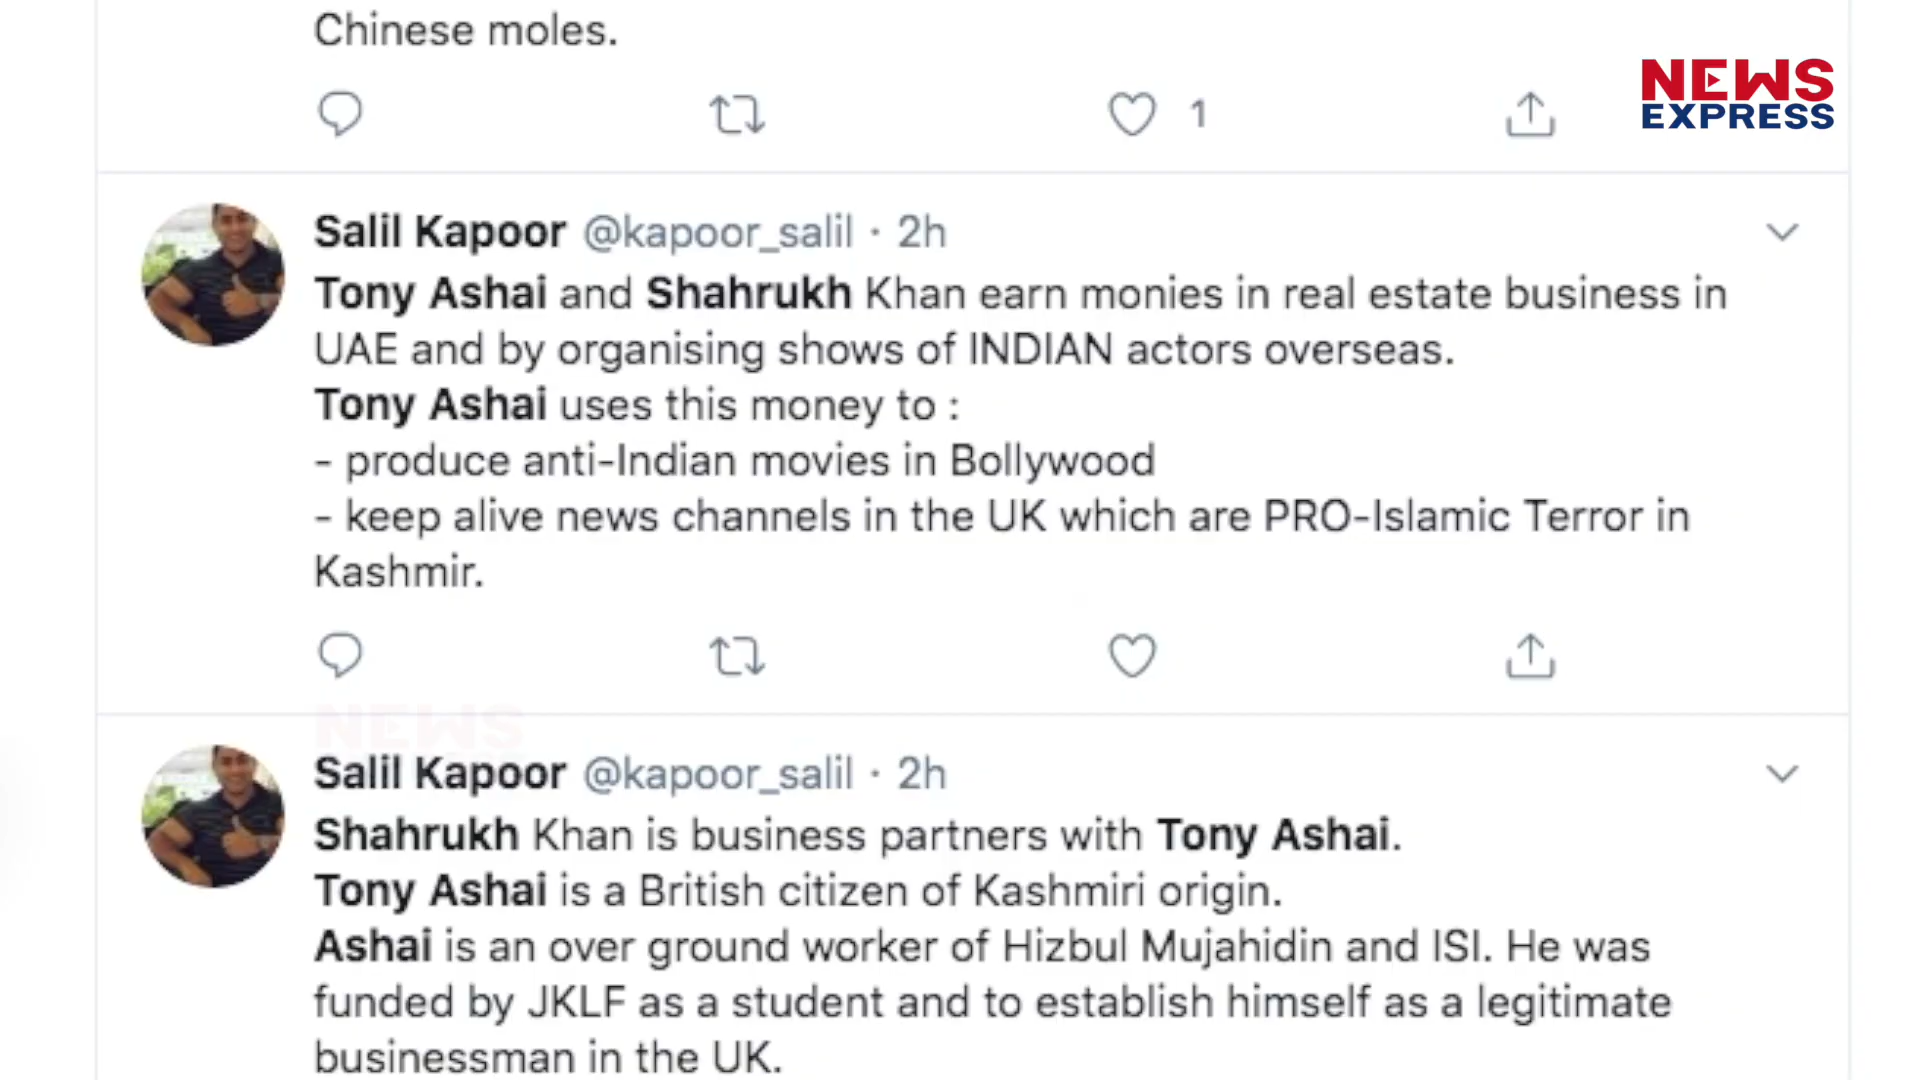 Chinese moles.
1
NEWS
EXPRESS
Salil Kapoor @kapoor_salil · 2h
Tony Ashai and Shahrukh Khan earn monies in real estate business in
UAE and by organising shows of INDIAN actors overseas.
Tony Ashai uses this money to :
- produce anti-Indian movies in Bollywood
- keep alive news channels in the UK which are PRO-Islamic Terror in
Kashmir.
NEWS
Salil Kapoor @kapoor_salil · 2h
Shahrukh Khan is business partners with Tony Ashai.
Tony Ashai is a British citizen of Kashmiri origin.
Ashai is an over ground worker of Hizbul Mujahidin and ISI. He was
funded by JKLF as a student and to establish himself as a legitimate
businessman in the UK.